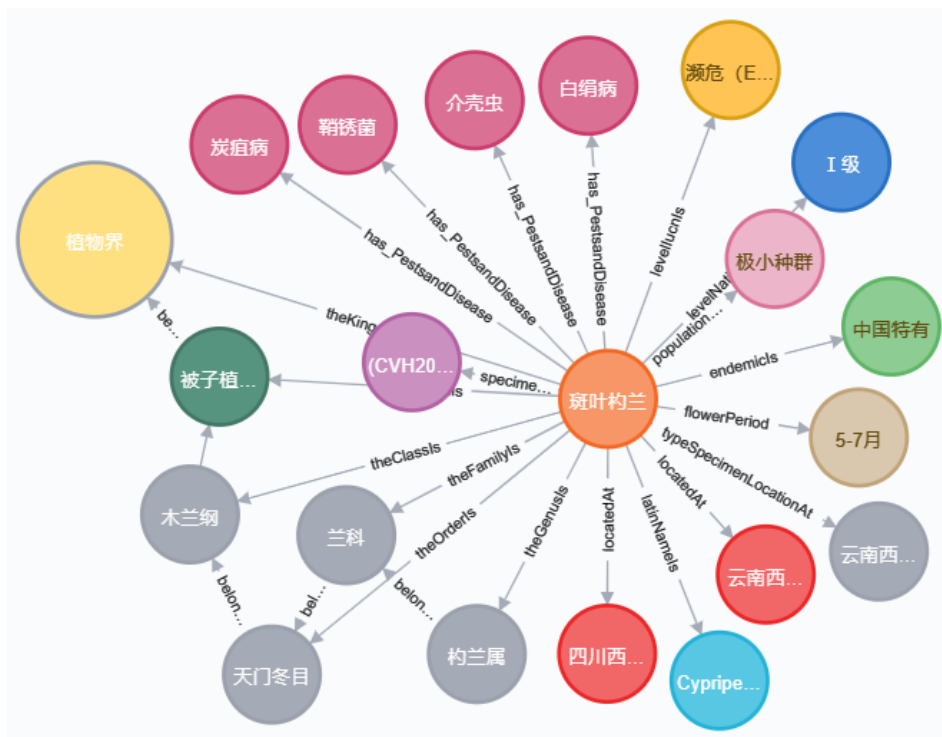 濒危（E...
白绢病
介壳虫
鞘锈菌
炭疽病
Ⅰ级
植物界
极小种群
has_PestsandDisease
has_PestsandDisease
has_PestsandDisease
has_PestsandDisease
levelIucnIs
levelNati
population...
theKing
be...
中国特有
endemicIs
被子植...
(CVH20...
specime...
Is
斑叶杓兰
flowerPeriod
5-7月
theClassIs
theFamilyIs
theOrderIs
theGenusIs
locatedAt
latinNameIs
locatedAt
typeSpecimenLocationAt
木兰纲
兰科
云南西...
云南西...
belon...
bel...
belon...
天门冬目
杓兰属
四川西...
Cypripe...